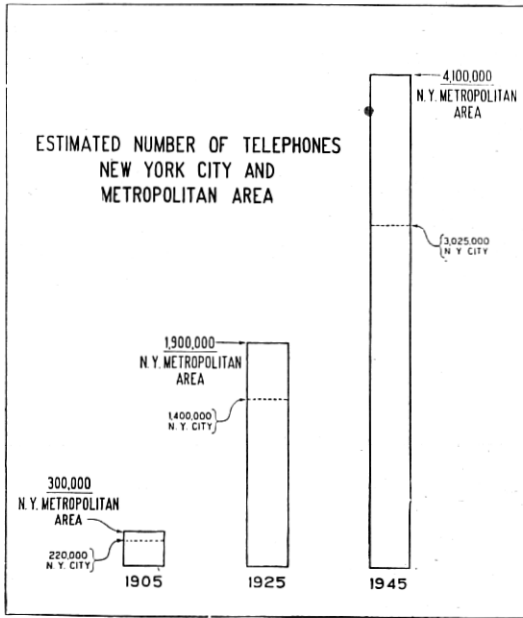 ESTIMATED NUMBER OF TELEPHONES
NEW YORK CITY AND
METROPOLITAN AREA
300,000
N.Y. METROPOLITAN
AREA
220,000
N.Y. CITY
1905
1,900,000
N.Y. METROPOLITAN
AREA
1,400,000
N.Y. CITY
1925
4,100,000
N.Y. METROPOLITAN
AREA
3,025,000
N Y CITY
1945